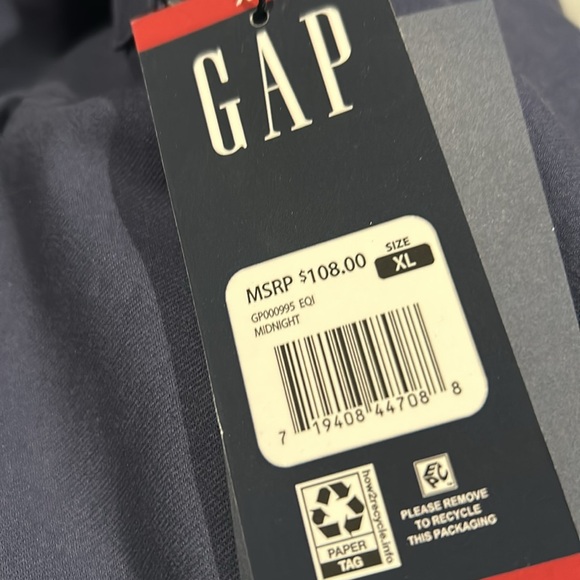 GAP
SIZE
MSRP $108.00 XL
GP000995 EQI
MIDNIGHT
7 19408 44708 8
how2recycle.info
PAPER
TAG
PLEASE REMOVE
TO RECYCLE
THIS PACKAGING